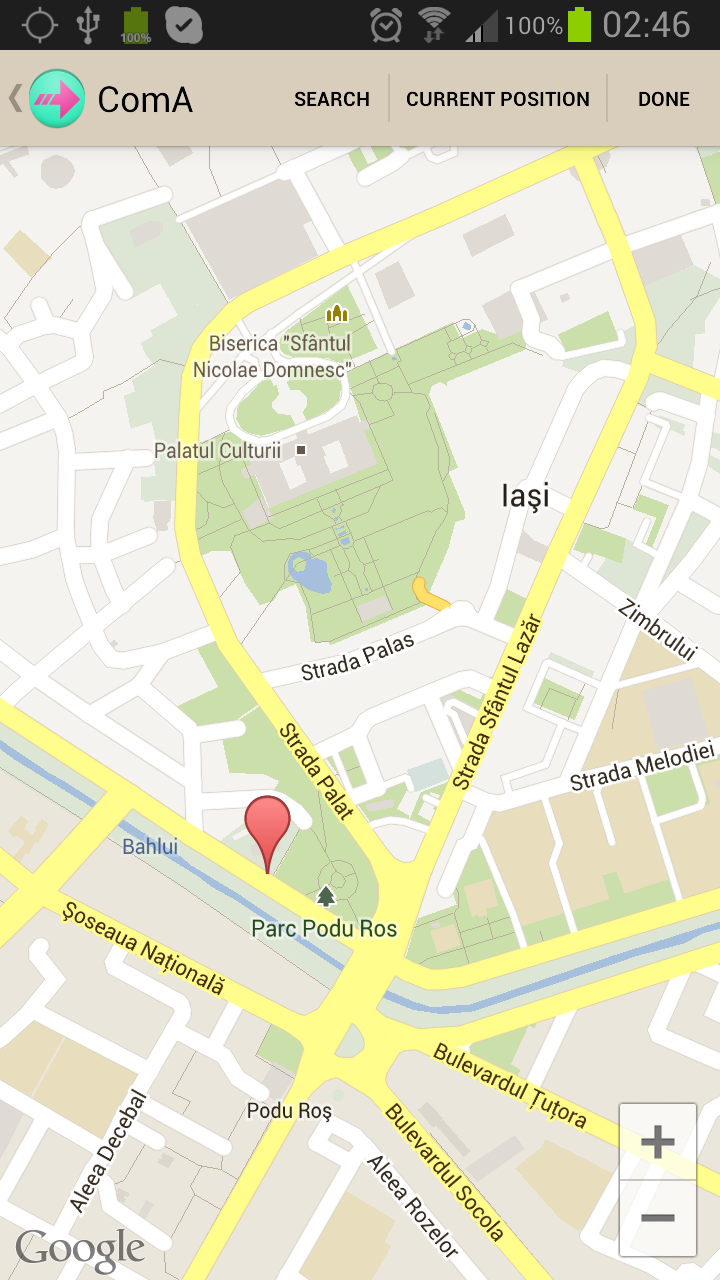 100%
100%
02:46
ComA
SEARCH
CURRENT POSITION
DONE
Biserica "Sfântul
Nicolae Domnesc"
Palatul Culturii
Iaşi
Zimbrului
Strada Palas
Strada Sfântul Lazăr
Strada Palat
Strada Melodiei
Bahlui
Parc Podu Ros
Şoseaua Naţională
Bulevardul Ţuţora
Podu Roş
Aleea Decebal
Bulevardul Socola
Aleea Rozelor
+
−
Google